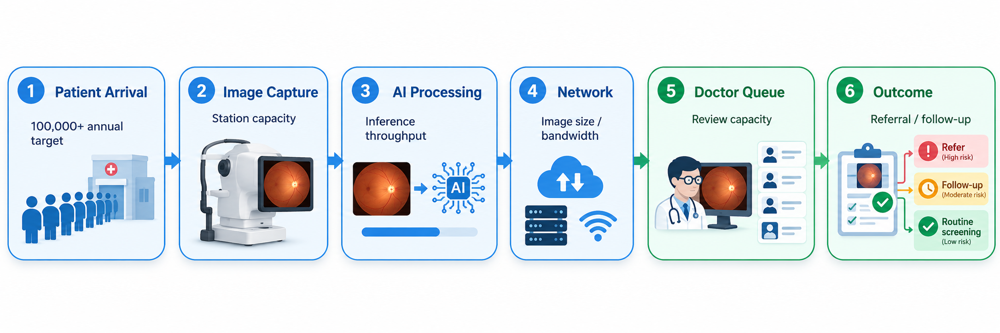 1
Patient Arrival
100,000+ annual
target
2
Image Capture
Station capacity
3
AI Processing
Inference
throughput
AI
4
Network
Image size /
bandwidth
5
Doctor Queue
Review capacity
6
Outcome
Referral / follow-up
Refer
(High risk)
Follow-up
(Moderate risk)
Routine
screening
(Low risk)